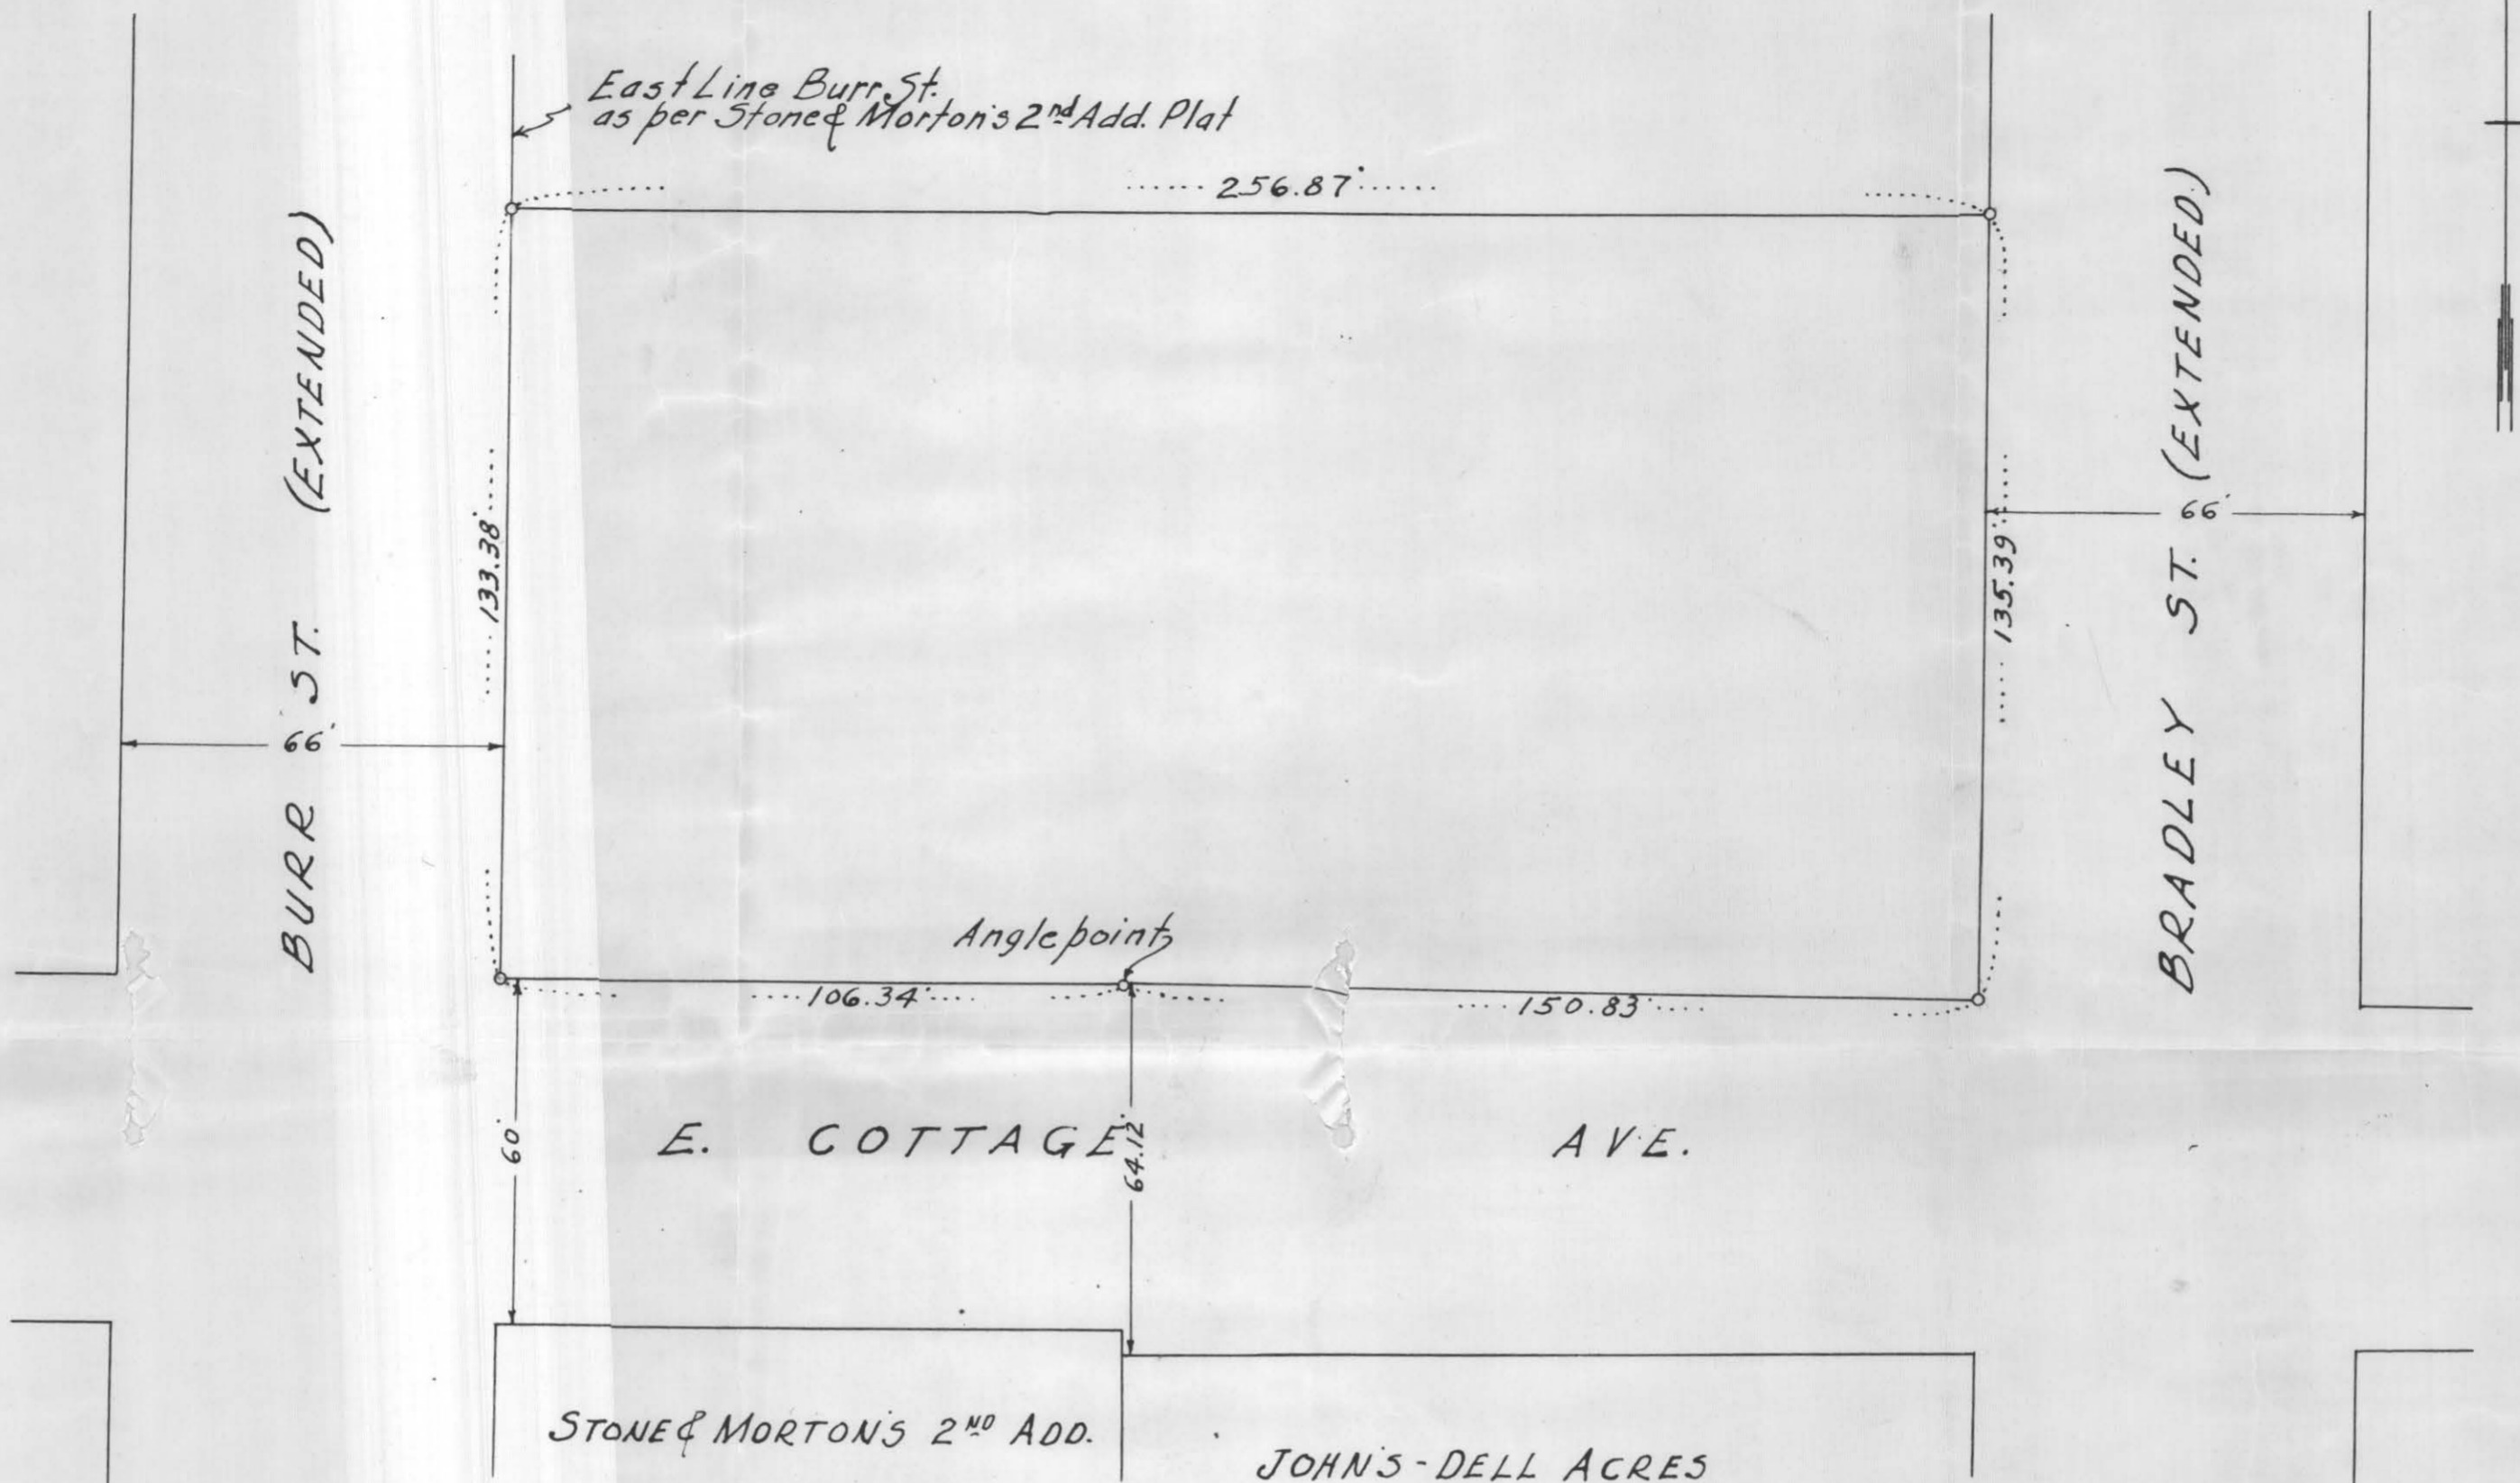 East Line Burr St.
as per Stone & Morton's 2nd Add. Plat
256.87'
BURR ST. (EXTENDED)
133.38'
66'
135.39'
66'
BRADLEY ST. (EXTENDED)
Angle point
106.34'
150.83'
60'
E. COTTAGE AVE.
64.12'
STONE & MORTON'S 2ND ADD.
JOHN'S-DELL ACRES